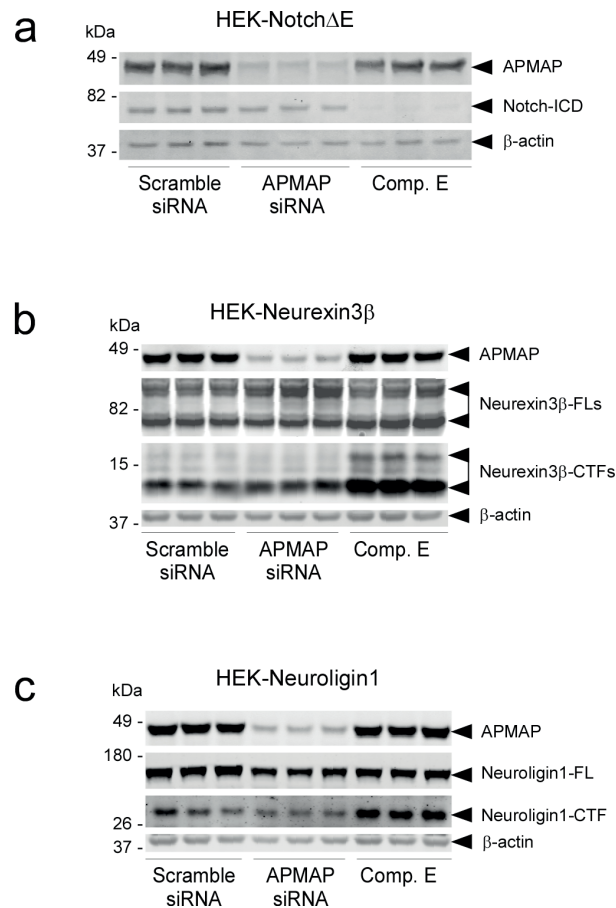 a
HEK-NotchΔE
kDa
49 -
APMAP
82
Notch-ICD
β-actin
37 -
Scramble siRNA
APMAP siRNA
Comp. E
b
HEK-Neurexin3β
kDa
49 -
APMAP
Neurexin3β-FLs
82 -
15 -
Neurexin3β-CTFs
β-actin
37 -
Scramble siRNA
APMAP siRNA
Comp. E
c
HEK-Neuroligin1
kDa
49 -
APMAP
180 -
Neuroligin1-FL
Neuroligin1-CTF
26 -
β-actin
37 -
Scramble siRNA
APMAP siRNA
Comp. E